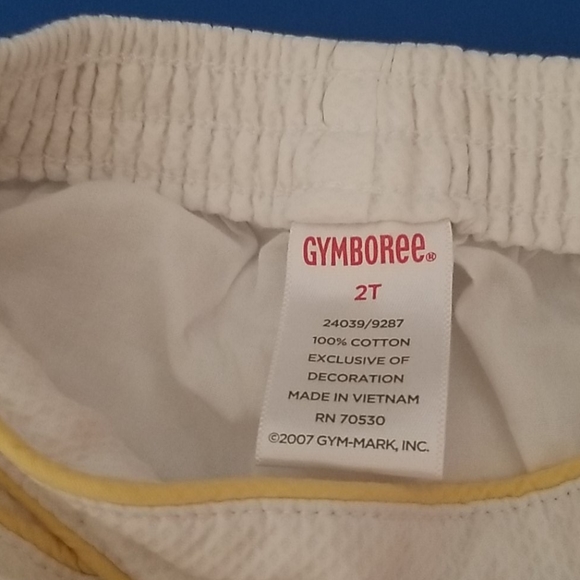 GYMBOREE®
2T
24039/9287
100% COTTON
EXCLUSIVE OF
DECORATION
MADE IN VIETNAM
RN 70530
©2007 GYM-MARK, INC.